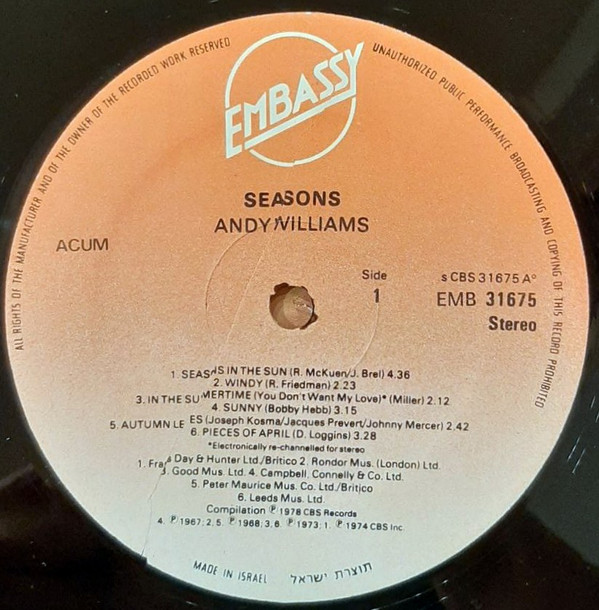 ALL RIGHTS OF THE MANUFACTURER AND OF THE OWNER OF THE RECORDED WORK RESERVED
UNAUTHORIZED PUBLIC PERFORMANCE BROADCASTING AND COPYING OF THIS RECORD PROHIBITED
EMBASSY
SEASONS
ANDY WILLIAMS
ACUM
Side
1
s CBS 31675 A°
EMB 31675
Stereo
1. SEASONS IN THE SUN (R. McKuen/J. Brel) 4.36
2. WINDY (R. Friedman) 2.23
3. IN THE SUMMERTIME (You Don't Want My Love)* (Miller) 2.12
4. SUNNY (Bobby Hebb) 3.15
5. AUTUMN LEAVES (Joseph Kosma/Jacques Prevert/Johnny Mercer) 2.42
6. PIECES OF APRIL (D. Loggins) 3.28
*Electronically re-channelled for stereo
1. Francis Day & Hunter Ltd./Britico 2. Rondor Mus. (London) Ltd.
3. Good Mus. Ltd. 4. Campbell, Connelly & Co. Ltd.
5. Peter Maurice Mus. Co. Ltd./Britico
6. Leeds Mus. Ltd.
Compilation ℗ 1978 CBS Records
4. ℗ 1967; 2,5. ℗ 1968; 3,6. ℗ 1973; 1. ℗ 1974 CBS Inc.
MADE IN ISRAEL תוצרת ישראל